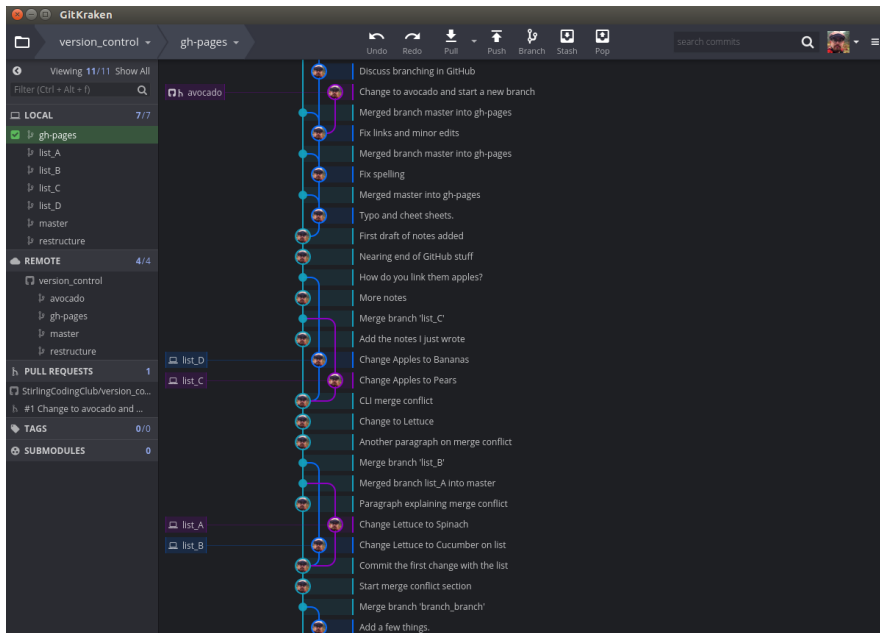 GitKraken
version_control
gh-pages
Undo
Redo
Pull
Push
Branch
Stash
Pop
search commits
Viewing 11/11 Show All
Filter (Ctrl + Alt + f)
LOCAL 7/7
gh-pages
list_A
list_B
list_C
list_D
master
restructure
REMOTE 4/4
version_control
avocado
gh-pages
master
restructure
PULL REQUESTS 1
StirlingCodingClub/version_co...
#1 Change to avocado and ...
TAGS 0/0
SUBMODULES 0
Discuss branching in GitHub
avocado Change to avocado and start a new branch
Merged branch master into gh-pages
Fix links and minor edits
Merged branch master into gh-pages
Fix spelling
Merged master into gh-pages
Typo and cheet sheets.
First draft of notes added
Nearing end of GitHub stuff
How do you link them apples?
More notes
Merge branch 'list_C'
Add the notes I just wrote
list_D Change Apples to Bananas
list_C Change Apples to Pears
CLI merge conflict
Change to Lettuce
Another paragraph on merge conflict
Merge branch 'list_B'
Merged branch list_A into master
Paragraph explaining merge conflict
list_A Change Lettuce to Spinach
list_B Change Lettuce to Cucumber on list
Commit the first change with the list
Start merge conflict section
Merge branch 'branch_branch'
Add a few things.